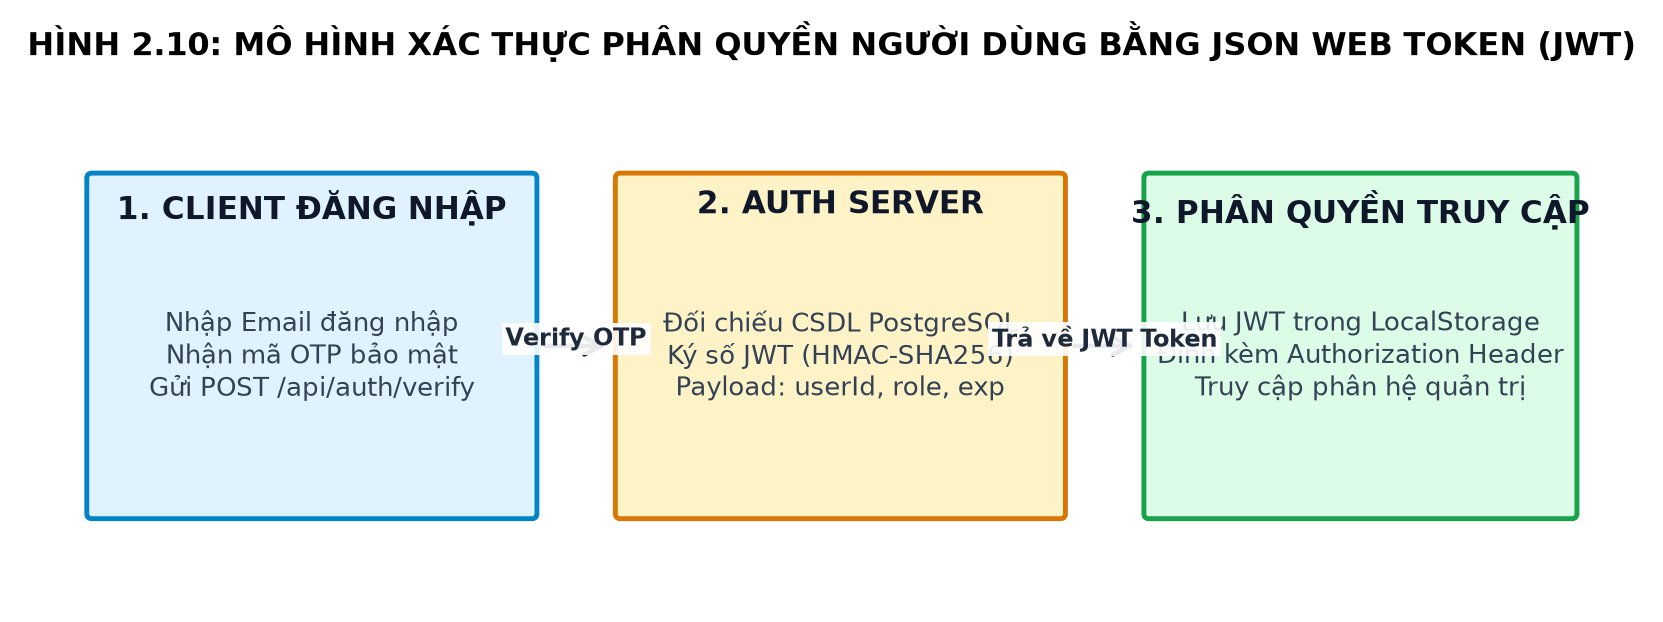 HÌNH 2.10: MÔ HÌNH XÁC THỰC PHÂN QUYỀN NGƯỜI DÙNG BẰNG JSON WEB TOKEN (JWT)
1. CLIENT ĐĂNG NHẬP
Nhập Email đăng nhập
Nhận mã OTP bảo mật
Gửi POST /api/auth/verify
Verify OTP
2. AUTH SERVER
Đối chiếu CSDL PostgreSQL
Ký số JWT (HMAC-SHA256)
Payload: userId, role, exp
Trả về JWT Token
3. PHÂN QUYỀN TRUY CẬP
Lưu JWT trong LocalStorage
Đính kèm Authorization Header
Truy cập phân hệ quản trị